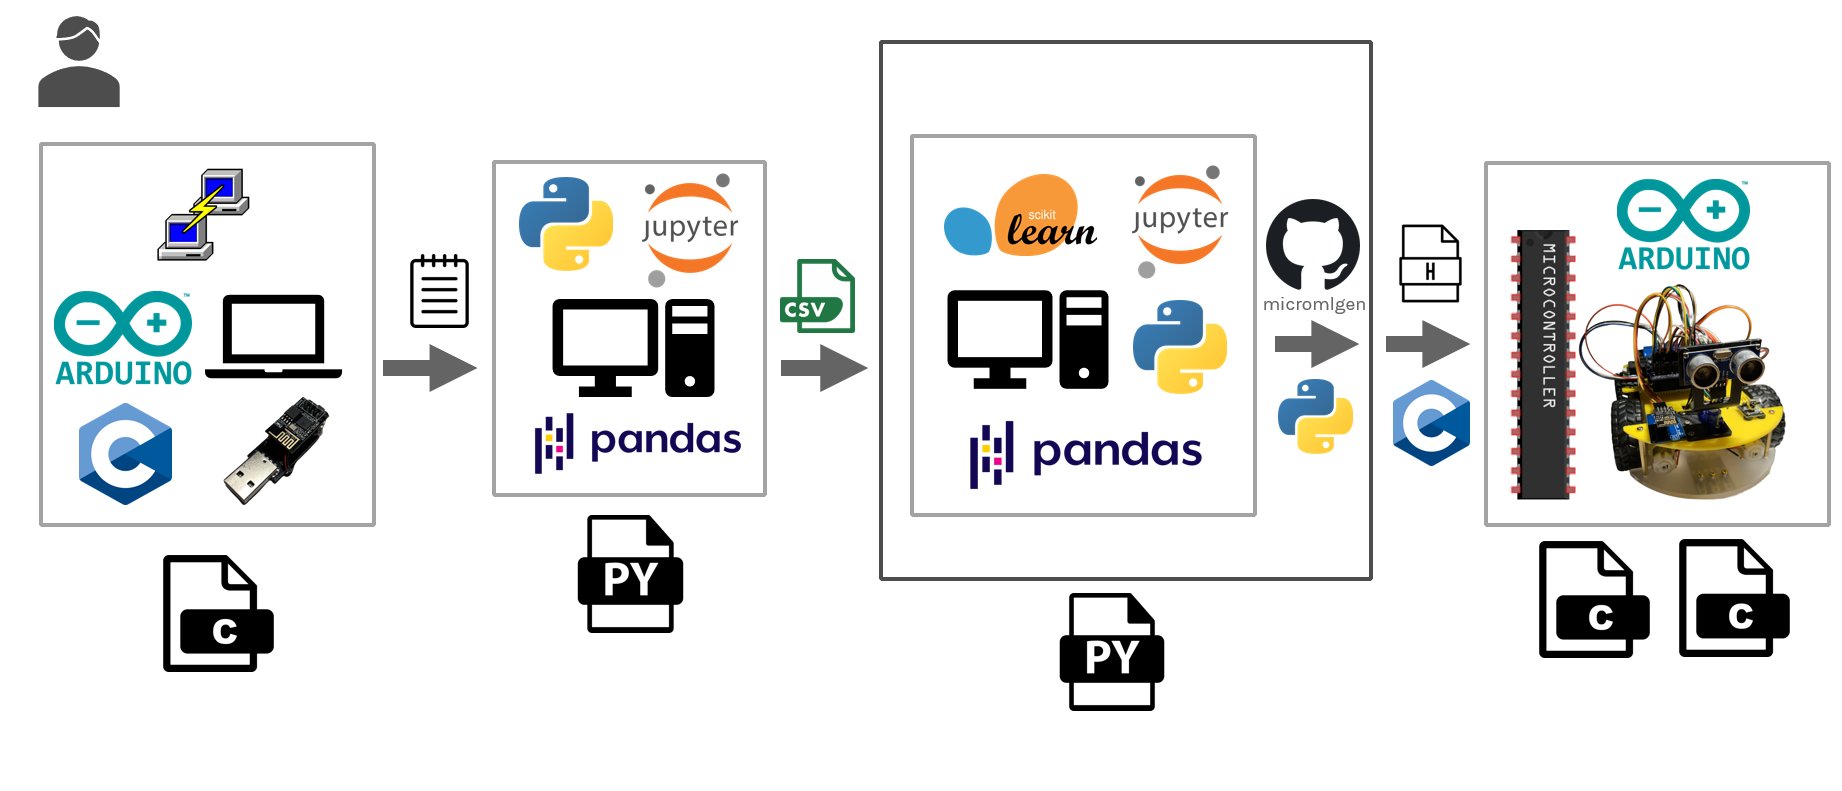 ARDUINO
C
C
jupyter
pandas
PY
CSV
scikit
learn
jupyter
pandas
PY
micromlgen
H
C
ARDUINO
MICROCONTROLLER
C
C